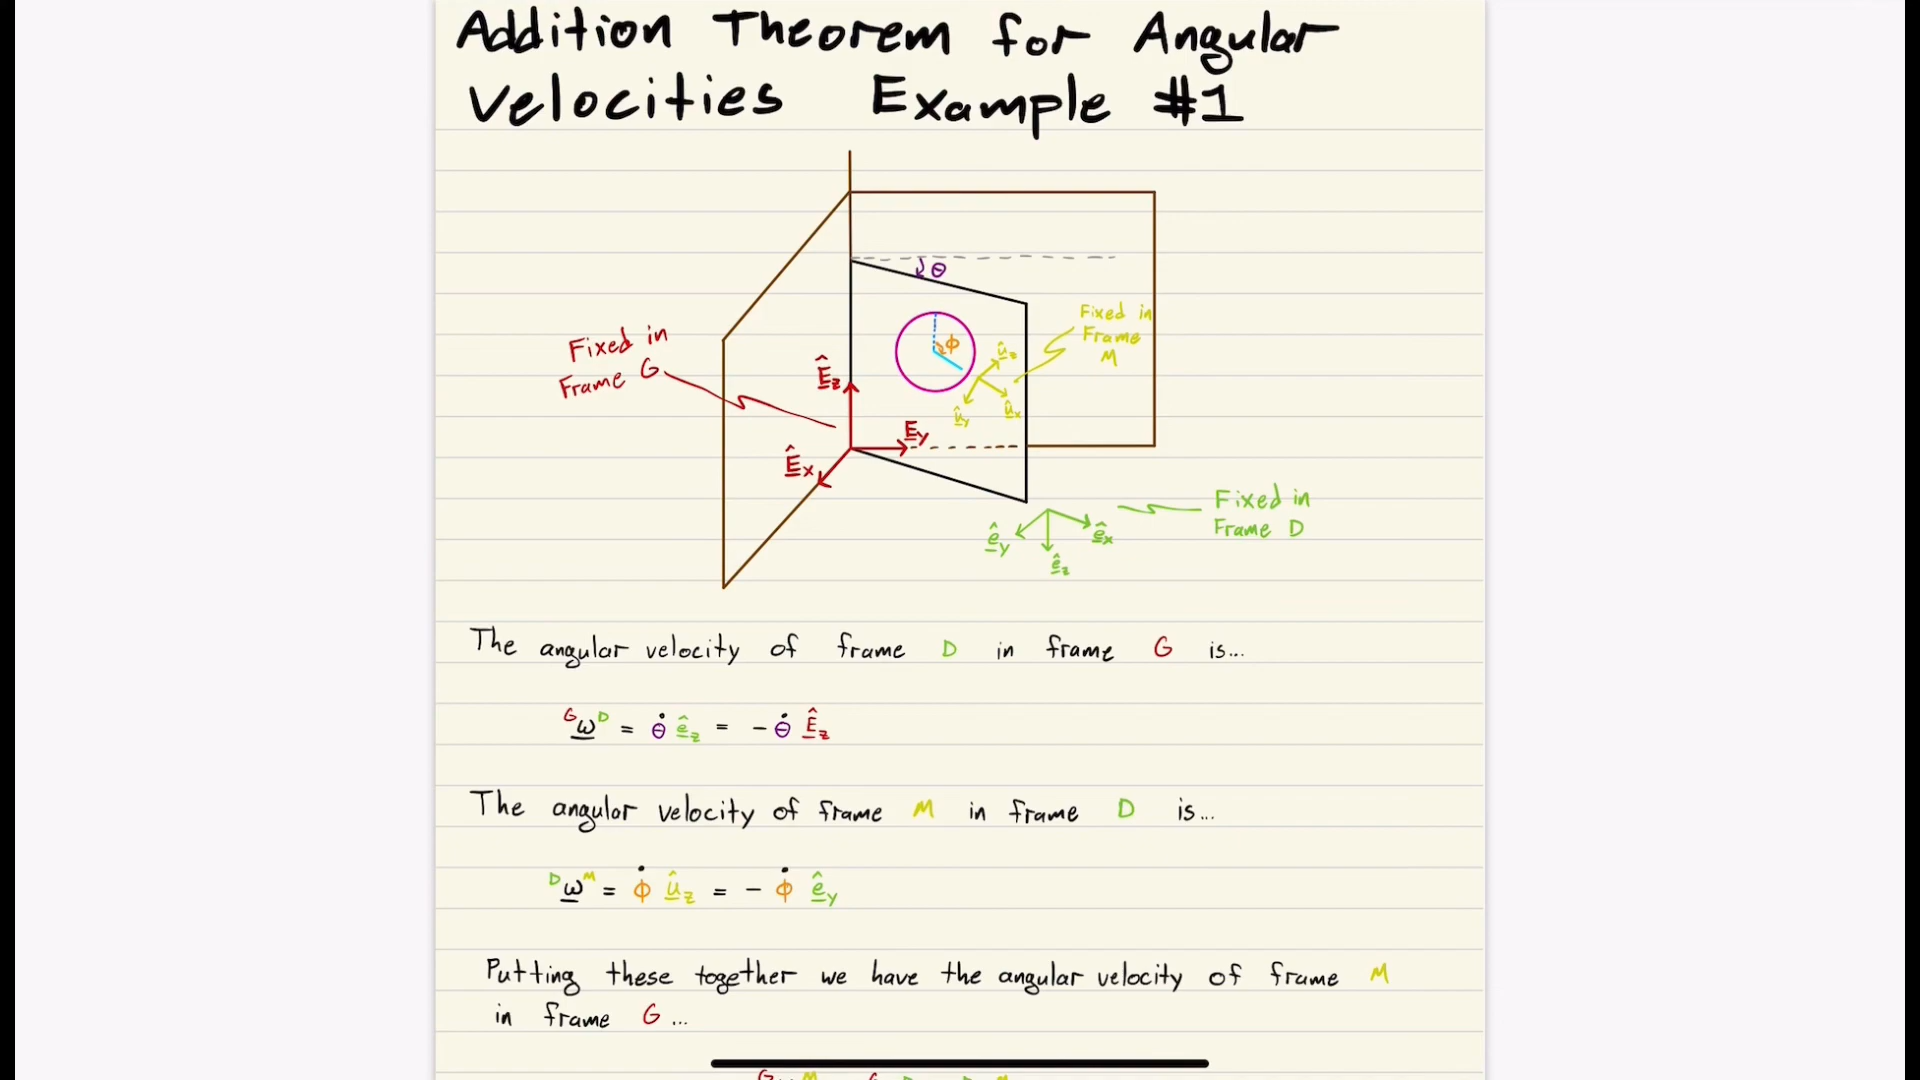 Addition Theorem for Angular
Velocities Example #1
θ
Fixed in
Frame G
Fixed in
Frame
M
ϕ
û_z
û_y
û_x
Ê_z
E_y
Ê_x
Fixed in
Frame D
ê_y
ê_x
ê_z
The angular velocity of frame D in frame G is...
ᴳω̲ᴰ = θ̇ ê_z = - θ̇ Ê_z
The angular velocity of frame M in frame D is...
ᴰω̲ᴹ = ϕ̇ û_z = - ϕ̇ ê_y
Putting these together we have the angular velocity of frame M
in frame G...